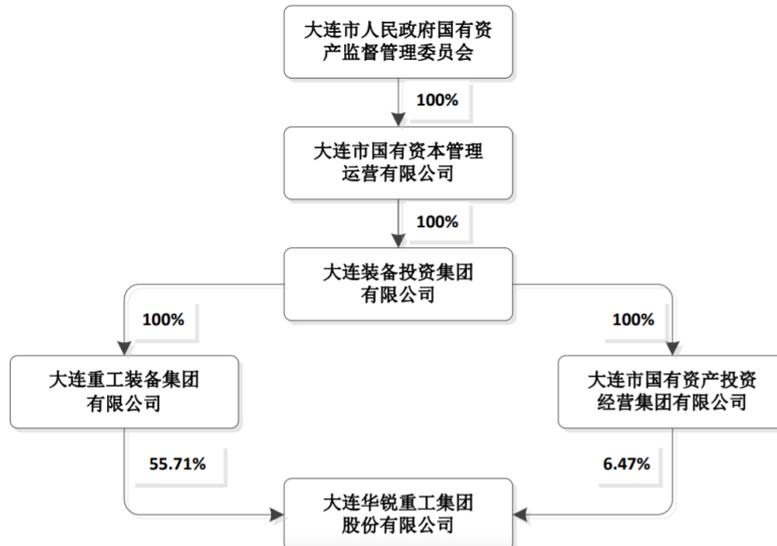 大连市人民政府国有资
产监督管理委员会
100%
大连市国有资本管理
运营有限公司
100%
大连装备投资集团
有限公司
100%
100%
大连重工装备集团
有限公司
大连市国有资产投资
经营集团有限公司
55.71%
6.47%
大连华锐重工集团
股份有限公司